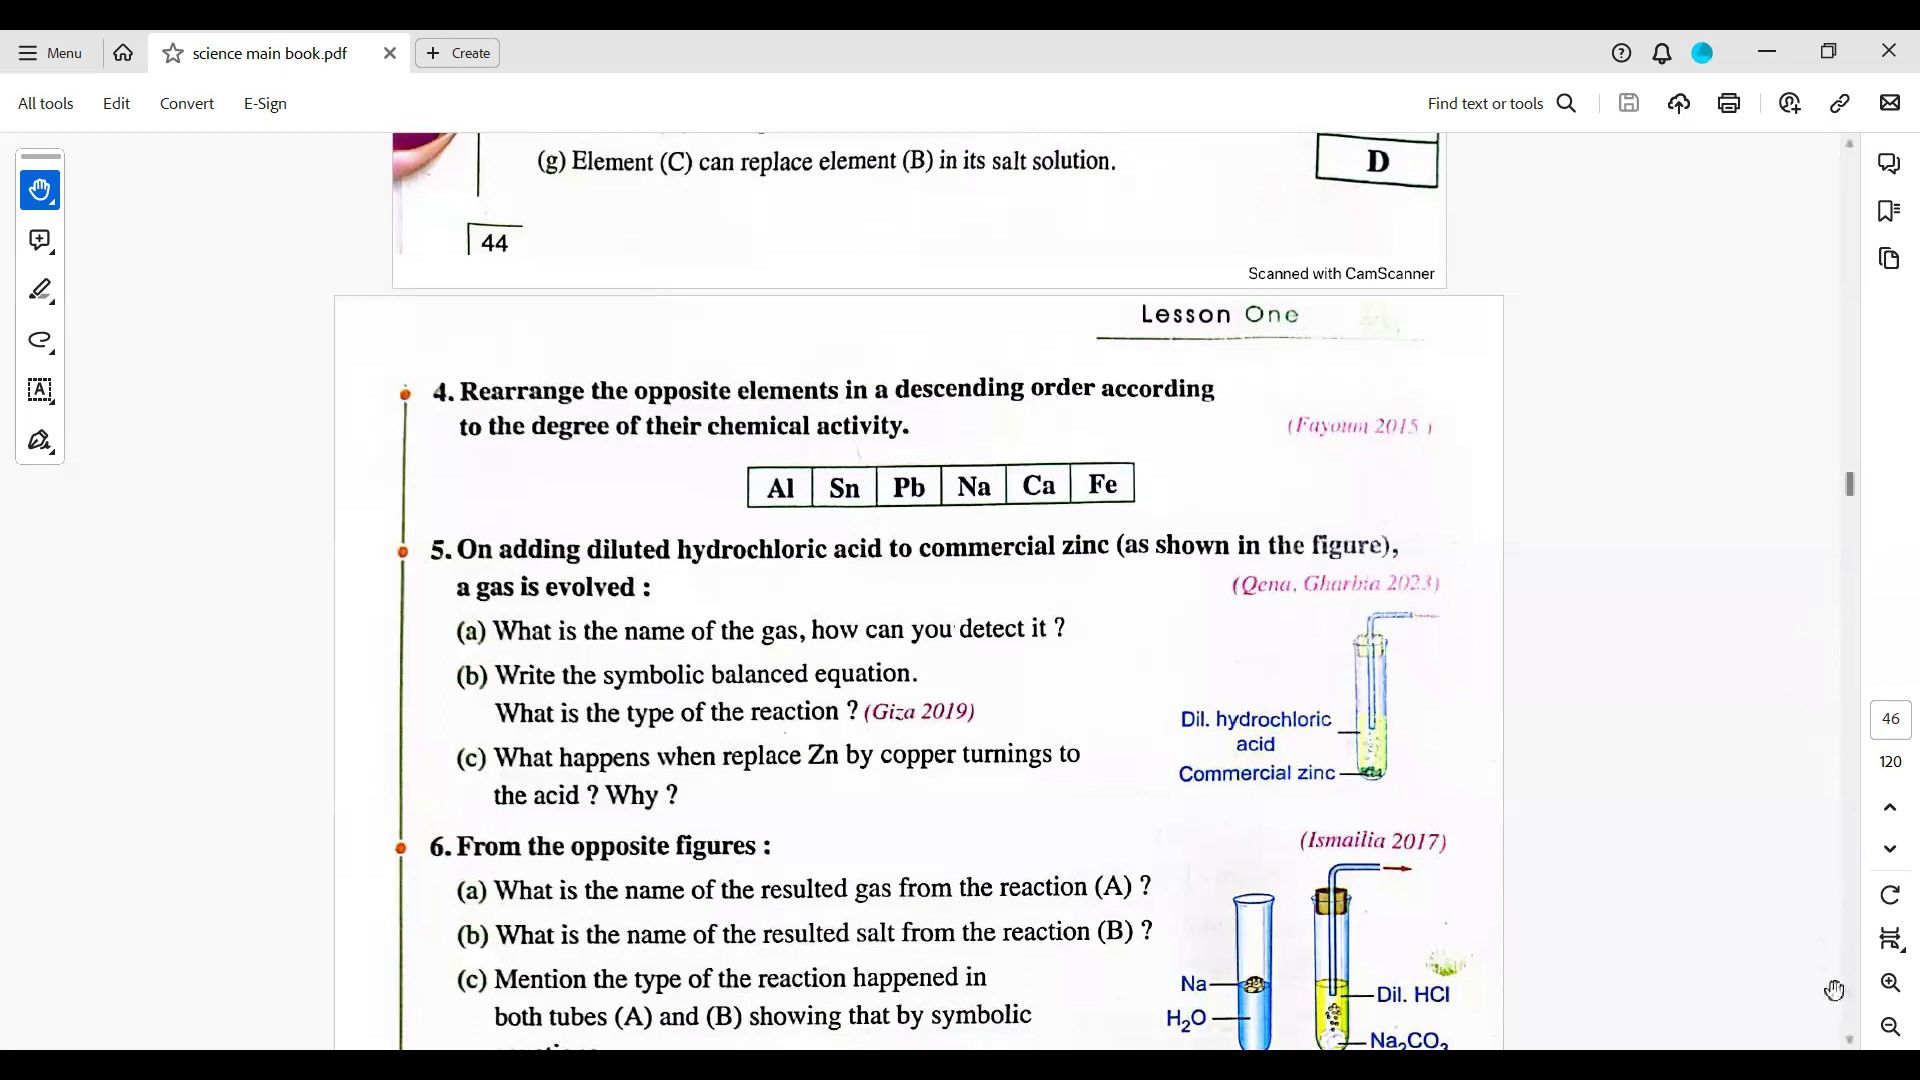 Menu
science main book.pdf
Create
All tools
Edit
Convert
E-Sign
Find text or tools
(g) Element (C) can replace element (B) in its salt solution.
D
44
Scanned with CamScanner
Lesson One
4. Rearrange the opposite elements in a descending order according
to the degree of their chemical activity.
(Fayoum 2015)
Al Sn Pb Na Ca Fe
5. On adding diluted hydrochloric acid to commercial zinc (as shown in the figure),
a gas is evolved :
(Qena, Gharbia 2023)
(a) What is the name of the gas, how can you detect it ?
(b) Write the symbolic balanced equation.
What is the type of the reaction ? (Giza 2019)
(c) What happens when replace Zn by copper turnings to
the acid ? Why ?
Dil. hydrochloric
acid
Commercial zinc
6. From the opposite figures :
(Ismailia 2017)
(a) What is the name of the resulted gas from the reaction (A) ?
(b) What is the name of the resulted salt from the reaction (B) ?
(c) Mention the type of the reaction happened in
both tubes (A) and (B) showing that by symbolic
Na
H₂O
Dil. HCl
Na₂CO₃
46
120